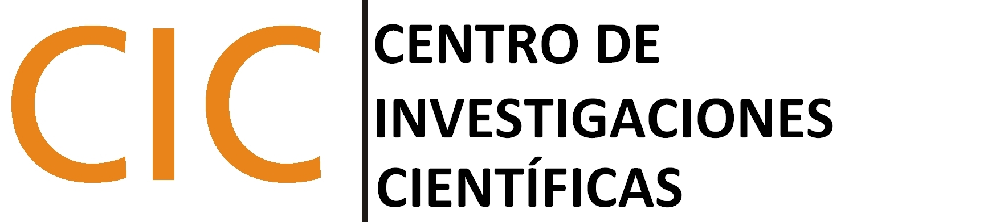 CIC
CENTRO DE
INVESTIGACIONES
CIENTÍFICAS